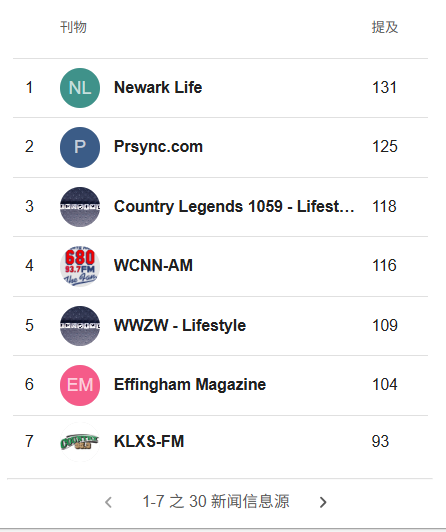 刊物 提及
1 NL Newark Life 131
2 P Prsync.com 125
3 Country Legends 1059 - Lifest... 118
4 680 93.7FM The Fan WCNN-AM 116
5 WWZW - Lifestyle 109
6 EM Effingham Magazine 104
7 KLXS-FM 93
1-7 之 30 新闻信息源